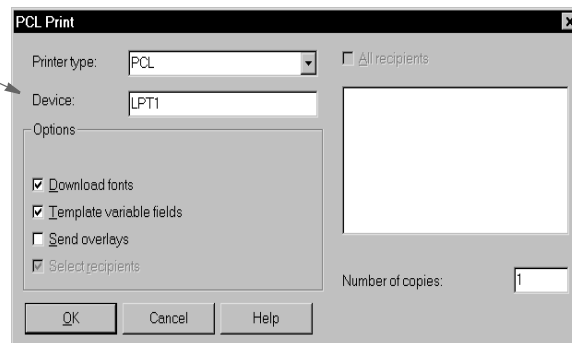 PCL Print
Printer type: PCL
Device: LPT1
Options
Download fonts
Template variable fields
Send overlays
Select recipients
All recipients
Number of copies: 1
OK Cancel Help